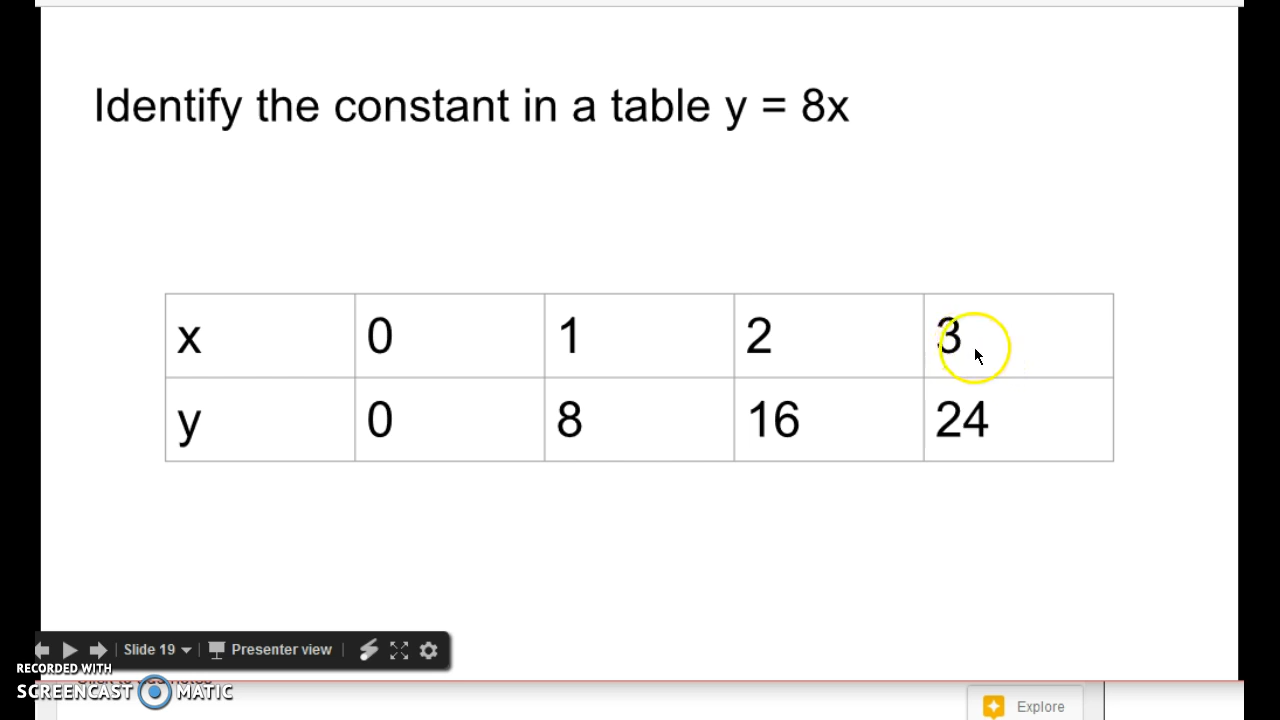 Identify the constant in a table y = 8x
x 0 1 2 3
y 0 8 16 24
Slide 19 Presenter view
RECORDED WITH
SCREENCAST MATIC
Explore